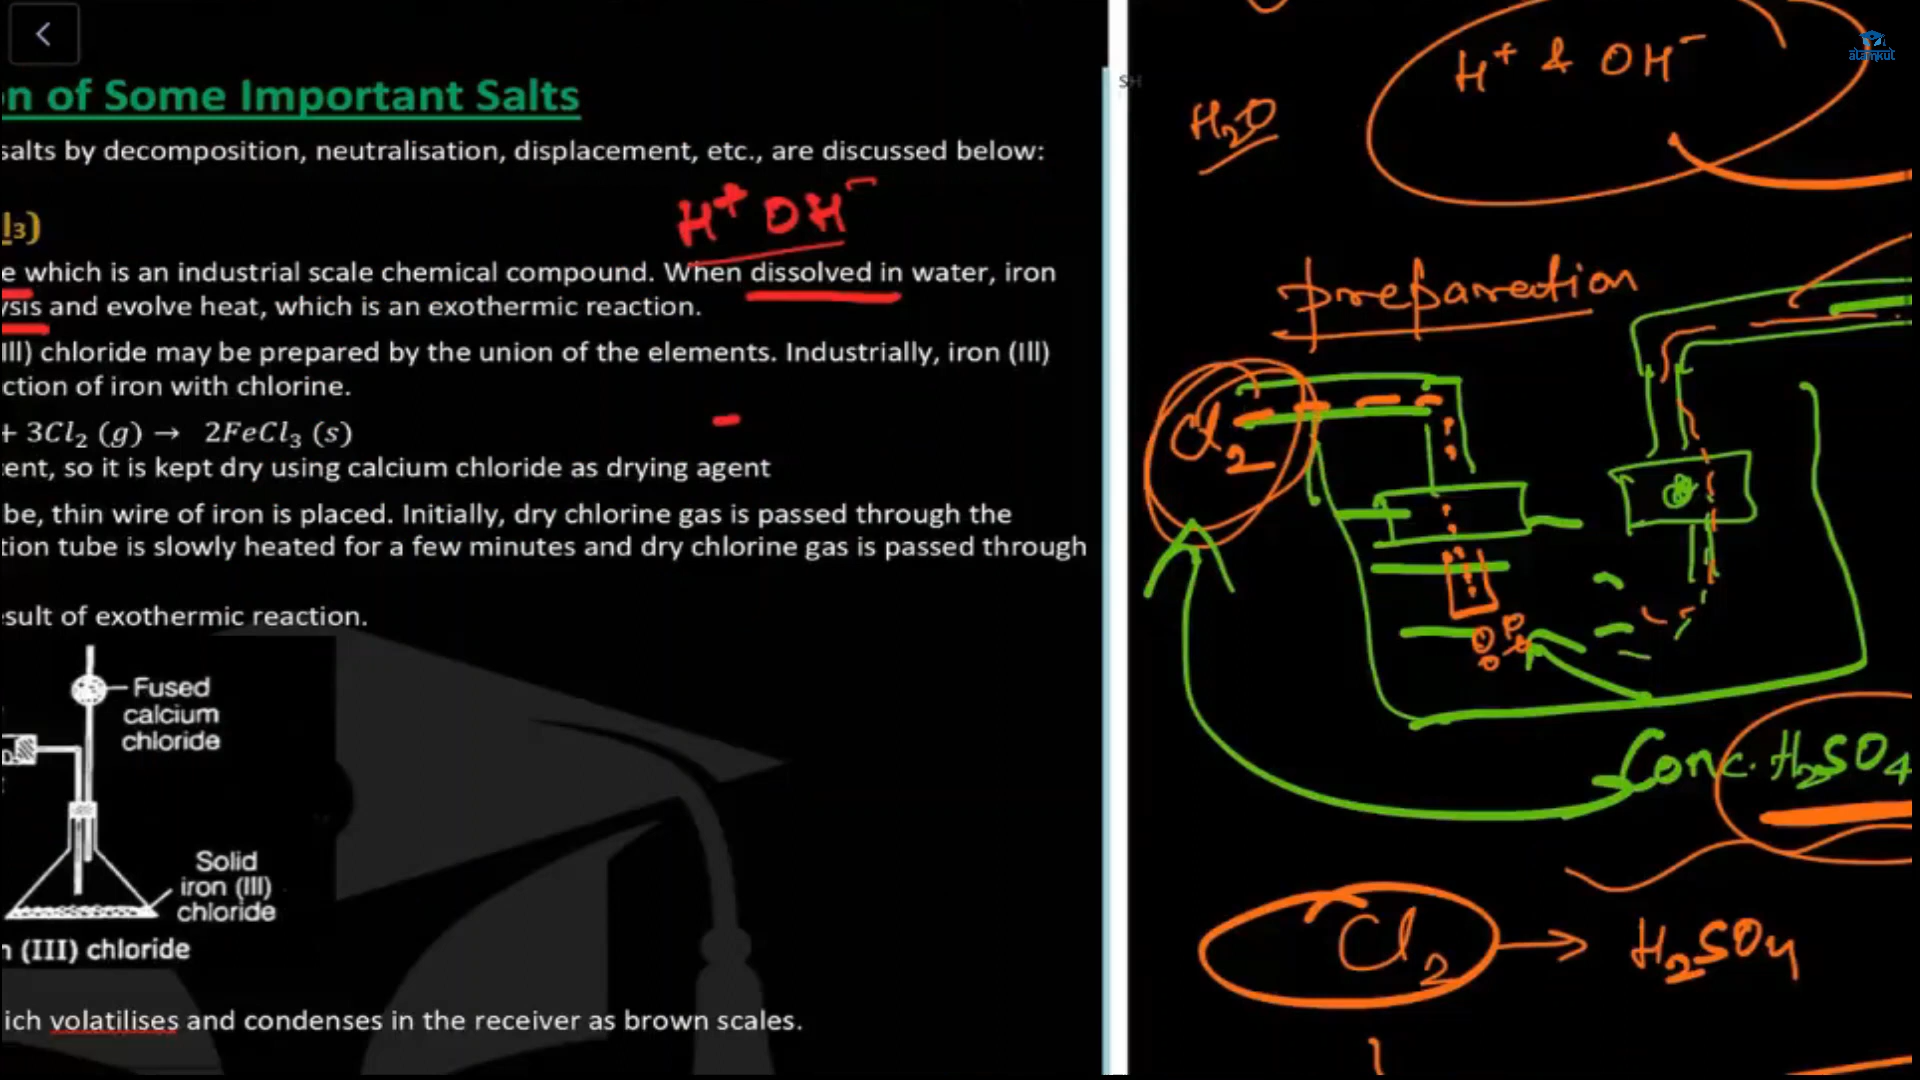 on of Some Important Salts
salts by decomposition, neutralisation, displacement, etc., are discussed below:
H⁺ OH⁻
l₃)
e which is an industrial scale chemical compound. When dissolved in water, iron
ysis and evolve heat, which is an exothermic reaction.
III) chloride may be prepared by the union of the elements. Industrially, iron (III)
ction of iron with chlorine.
+ 3Cl₂ (g) → 2FeCl₃ (s)
ent, so it is kept dry using calcium chloride as drying agent
be, thin wire of iron is placed. Initially, dry chlorine gas is passed through the
tion tube is slowly heated for a few minutes and dry chlorine gas is passed through
sult of exothermic reaction.
Fused
calcium
chloride
Solid
iron (III)
chloride
n (III) chloride
ich volatilises and condenses in the receiver as brown scales.
SH
alamkut
H⁺ & OH⁻
H₂O
preparection
Cl₂
Conc. H₂SO₄
Cl₂ → H₂SO₄